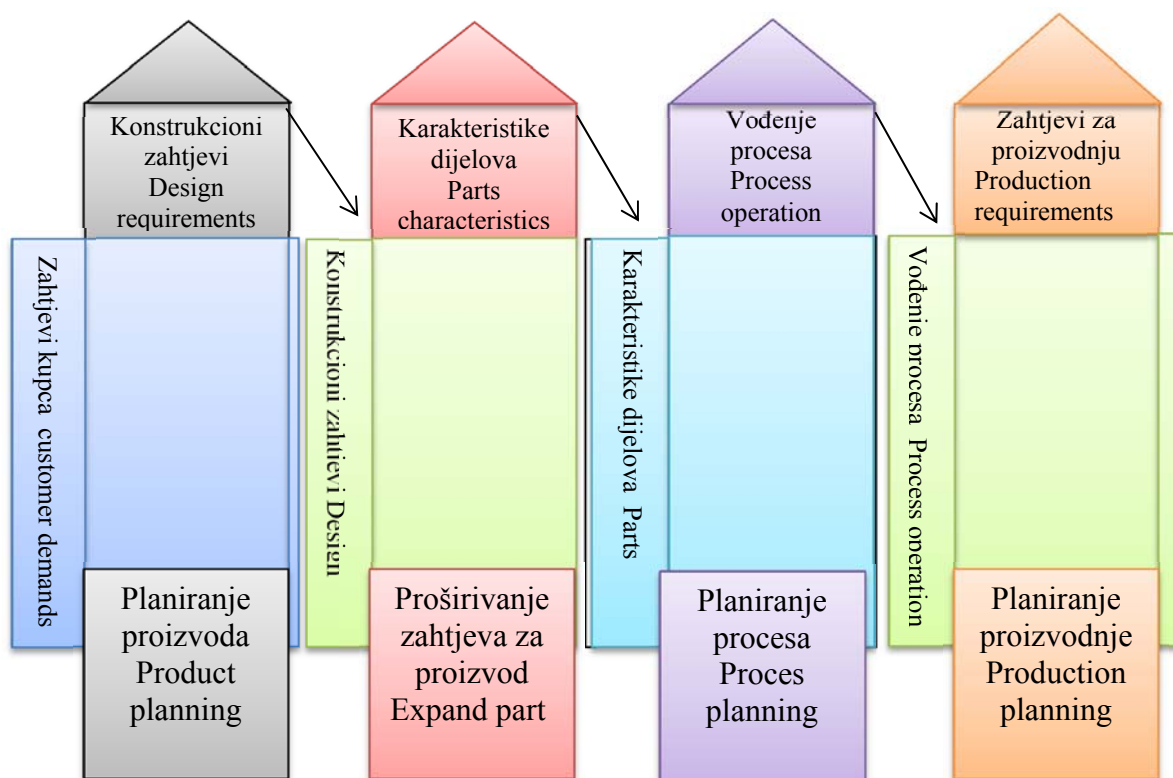 Konstrukcioni
zahtjevi
Design
requirements
Zahtjevi kupca customer demands
Planiranje
proizvoda
Product
planning
Karakteristike
dijelova
Parts
characteristics
Konstrukcioni zahtievi Design
Proširivanje
zahtjeva za
proizvod
Expand part
Vođenje
procesa
Process
operation
Karakteristike dijelova Parts
Planiranje
procesa
Proces
planning
Zahtjevi za
proizvodnju
Production
requirements
Vođenie procesa Process operation
Planiranje
proizvodnje
Production
planning